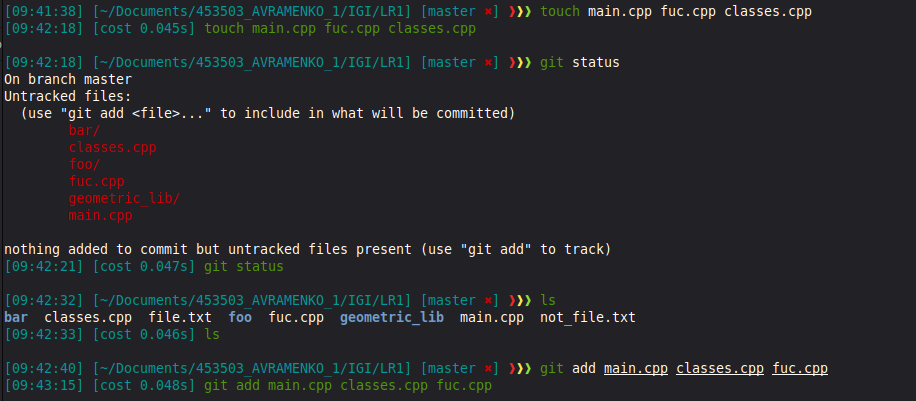 [09:41:38] [~/Documents/453503_AVRAMENKO_1/IGI/LR1] [master ✖] ❯❯❯ touch main.cpp fuc.cpp classes.cpp
[09:42:18] [cost 0.045s] touch main.cpp fuc.cpp classes.cpp
[09:42:18] [~/Documents/453503_AVRAMENKO_1/IGI/LR1] [master ✖] ❯❯❯ git status
On branch master
Untracked files:
  (use "git add <file>..." to include in what will be committed)
        bar/
        classes.cpp
        foo/
        fuc.cpp
        geometric_lib/
        main.cpp
nothing added to commit but untracked files present (use "git add" to track)
[09:42:21] [cost 0.047s] git status
[09:42:32] [~/Documents/453503_AVRAMENKO_1/IGI/LR1] [master ✖] ❯❯❯ ls
bar  classes.cpp  file.txt  foo  fuc.cpp  geometric_lib  main.cpp  not_file.txt
[09:42:33] [cost 0.046s] ls
[09:42:40] [~/Documents/453503_AVRAMENKO_1/IGI/LR1] [master ✖] ❯❯❯ git add main.cpp classes.cpp fuc.cpp
[09:43:15] [cost 0.048s] git add main.cpp classes.cpp fuc.cpp